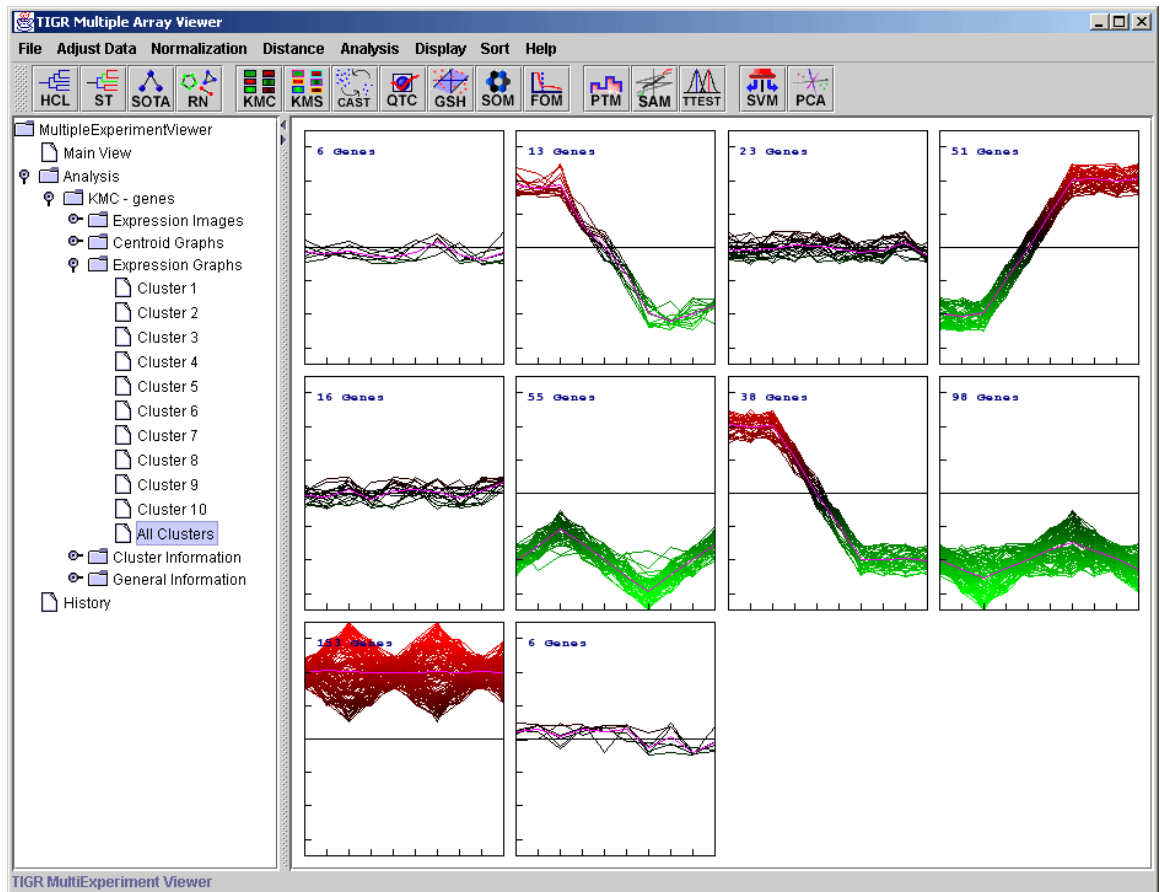 TIGR Multiple Array Viewer
File Adjust Data Normalization Distance Analysis Display Sort Help
HCL ST SOTA RN KMC KMS CAST QTC GSH SOM FOM PTM SAM TTEST SVM PCA
MultipleExperimentViewer
Main View
Analysis
KMC - genes
Expression Images
Centroid Graphs
Expression Graphs
Cluster 1
Cluster 2
Cluster 3
Cluster 4
Cluster 5
Cluster 6
Cluster 7
Cluster 8
Cluster 9
Cluster 10
All Clusters
Cluster Information
General Information
History
6 Genes
13 Genes
23 Genes
51 Genes
16 Genes
55 Genes
38 Genes
98 Genes
153 Genes
6 Genes
TIGR MultiExperiment Viewer